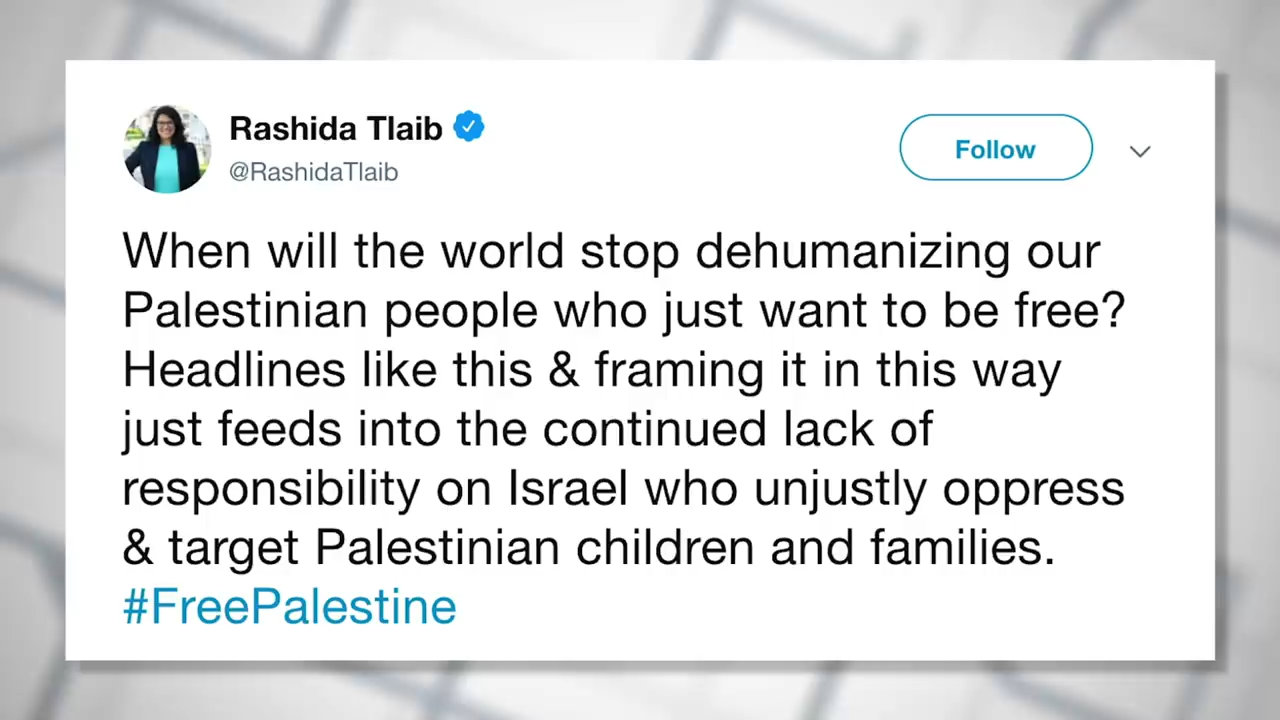 Rashida Tlaib
@RashidaTlaib
Follow
When will the world stop dehumanizing our
Palestinian people who just want to be free?
Headlines like this & framing it in this way
just feeds into the continued lack of
responsibility on Israel who unjustly oppress
& target Palestinian children and families.
#FreePalestine